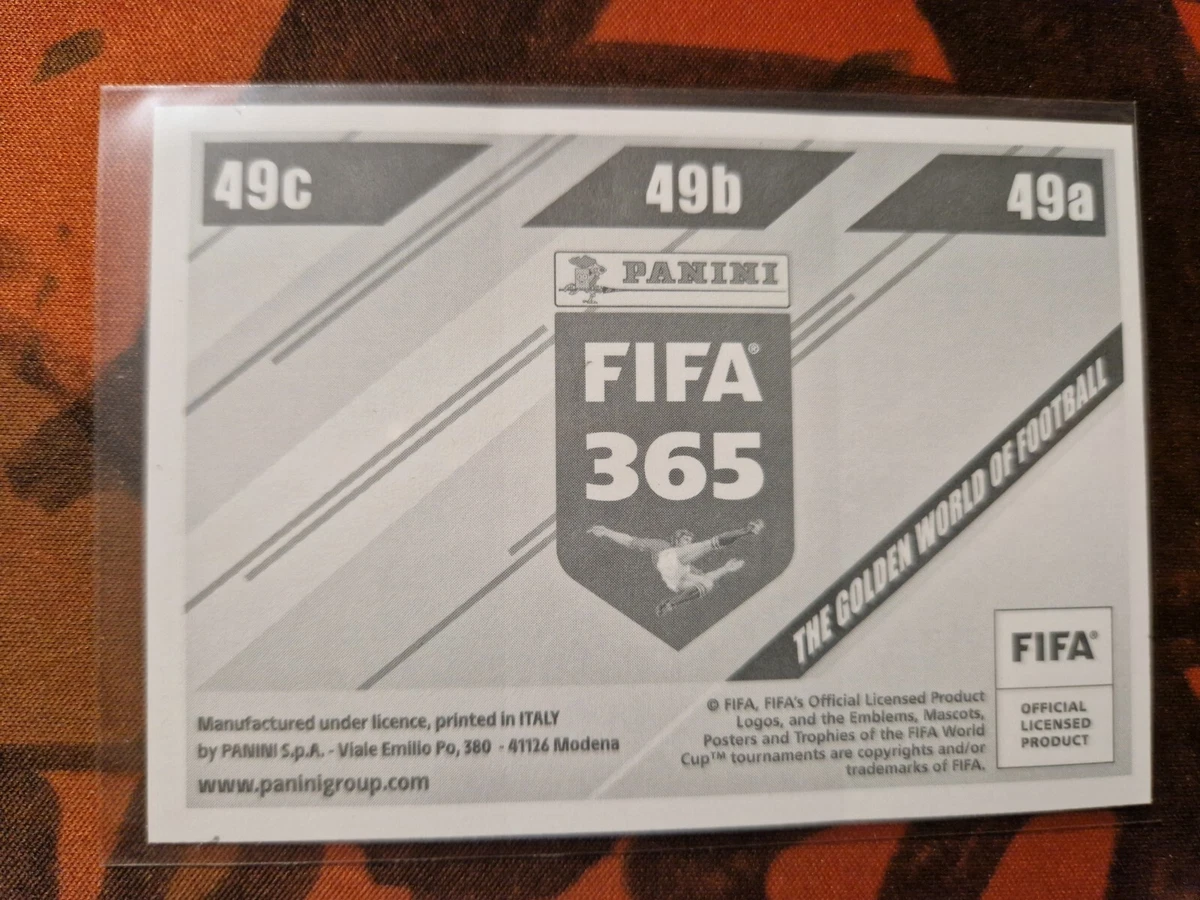 49c
49b
49a
PANINI
FIFA®
365
THE GOLDEN WORLD OF FOOTBALL
Manufactured under licence, printed in ITALY
by PANINI S.p.A. - Viale Emilio Po, 380 - 41126 Modena
www.paninigroup.com
© FIFA, FIFA's Official Licensed Product
Logos, and the Emblems, Mascots,
Posters and Trophies of the FIFA World
Cup™ tournaments are copyrights and/or
trademarks of FIFA.
FIFA®
OFFICIAL
LICENSED
PRODUCT